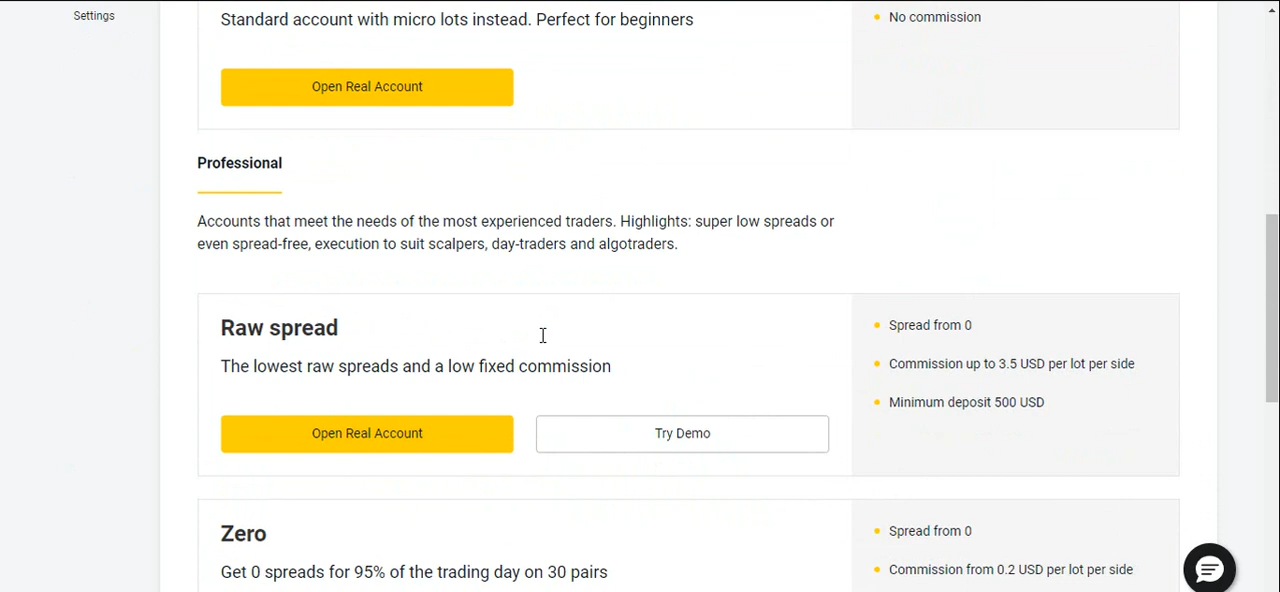 Settings
Standard account with micro lots instead. Perfect for beginners
No commission
Open Real Account
Professional
Accounts that meet the needs of the most experienced traders. Highlights: super low spreads or
even spread-free, execution to suit scalpers, day-traders and algotraders.
Raw spread
The lowest raw spreads and a low fixed commission
Open Real Account
Try Demo
Spread from 0
Commission up to 3.5 USD per lot per side
Minimum deposit 500 USD
Zero
Get 0 spreads for 95% of the trading day on 30 pairs
Spread from 0
Commission from 0.2 USD per lot per side